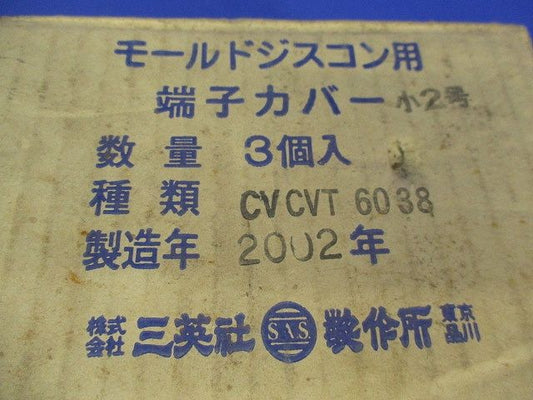 モールドジスコン用
端子カバー 小2号
数量 3個入
種類 CV CVT 60 38
製造年 2002年
株式会社 三英社 S.N.S 製作所 東京品川